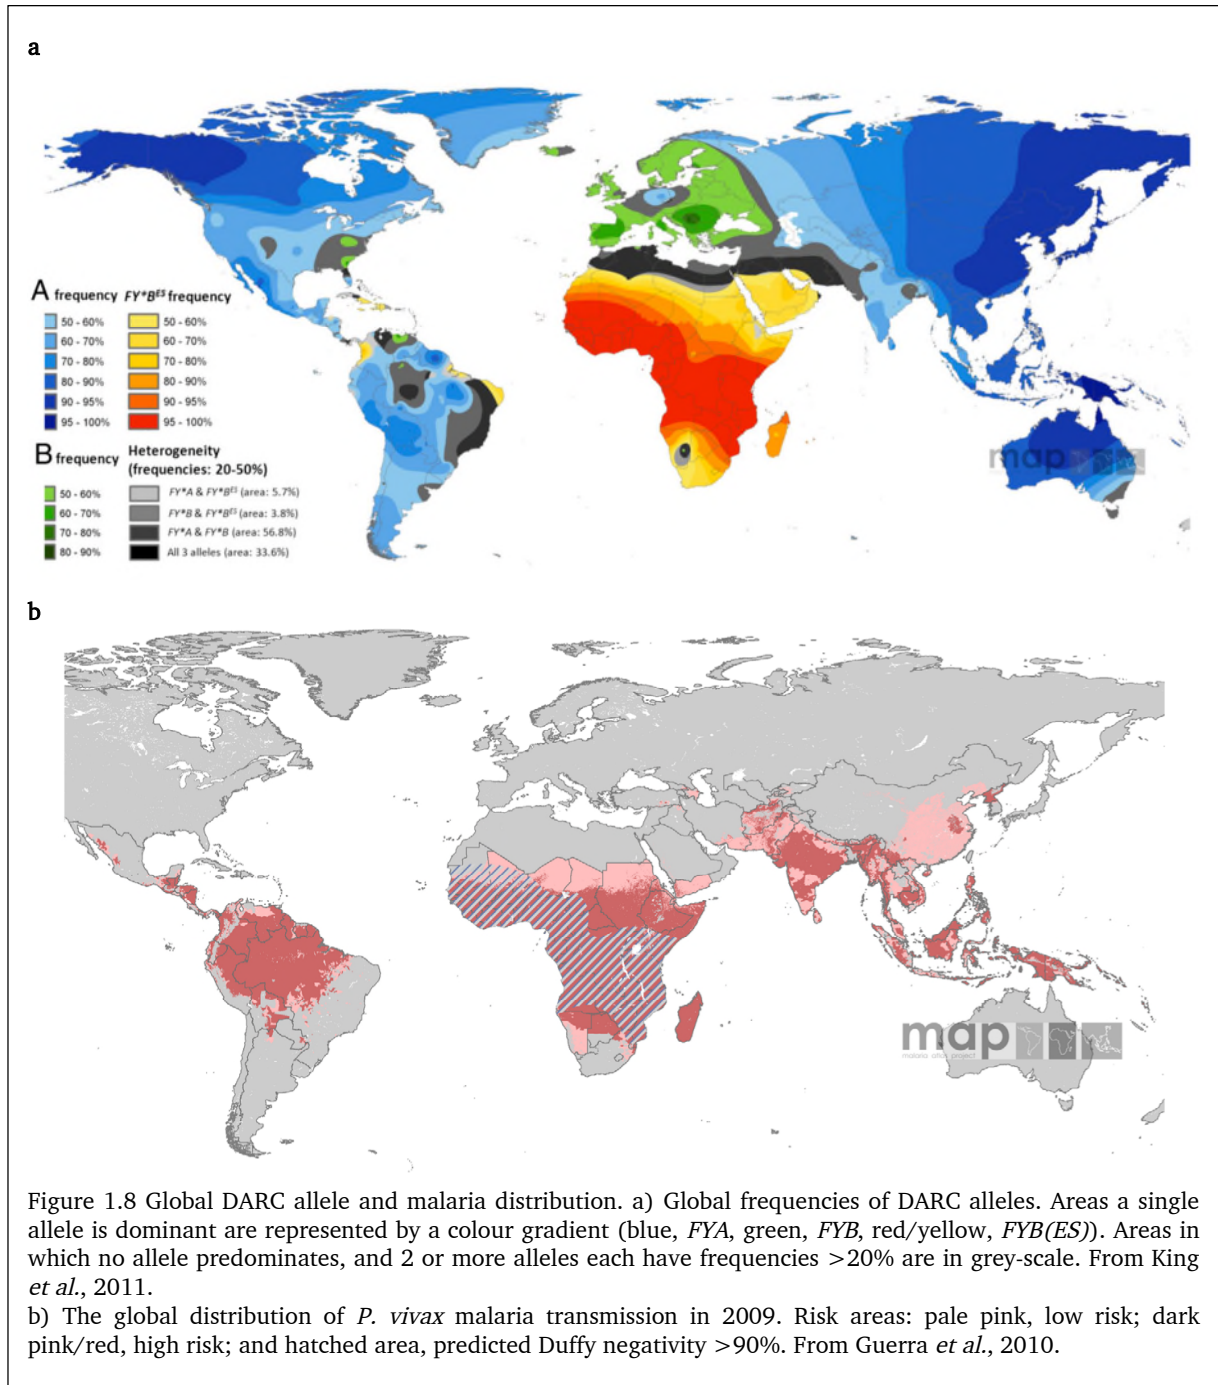 a
A frequency FY*B^ES frequency
50 - 60% 50 - 60%
60 - 70% 60 - 70%
70 - 80% 70 - 80%
80 - 90% 80 - 90%
90 - 95% 90 - 95%
95 - 100% 95 - 100%
B frequency Heterogeneity
(frequencies: 20-50%)
50 - 60% FY*A & FY*B^ES (area: 5.7%)
60 - 70% FY*B & FY*B^ES (area: 3.8%)
70 - 80% FY*A & FY*B (area: 56.8%)
80 - 90% All 3 alleles (area: 33.6%)
map
b
map
malaria atlas project
Figure 1.8 Global DARC allele and malaria distribution. a) Global frequencies of DARC alleles. Areas a single
allele is dominant are represented by a colour gradient (blue, FYA, green, FYB, red/yellow, FYB(ES)). Areas in
which no allele predominates, and 2 or more alleles each have frequencies >20% are in grey-scale. From King
et al., 2011.
b) The global distribution of P. vivax malaria transmission in 2009. Risk areas: pale pink, low risk; dark
pink/red, high risk; and hatched area, predicted Duffy negativity >90%. From Guerra et al., 2010.